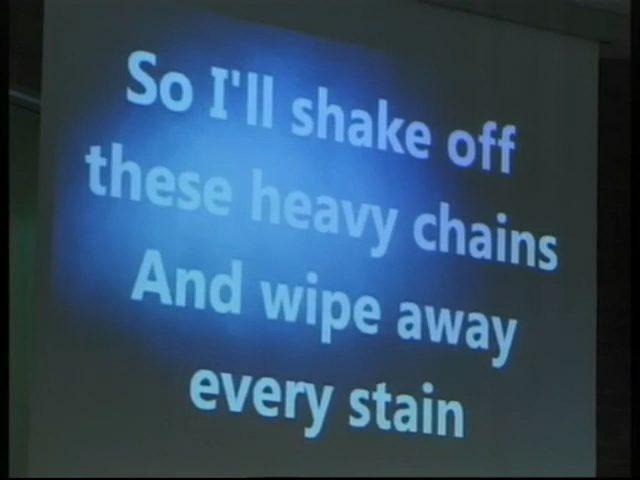 So I'll shake off
these heavy chains
And wipe away
every stain